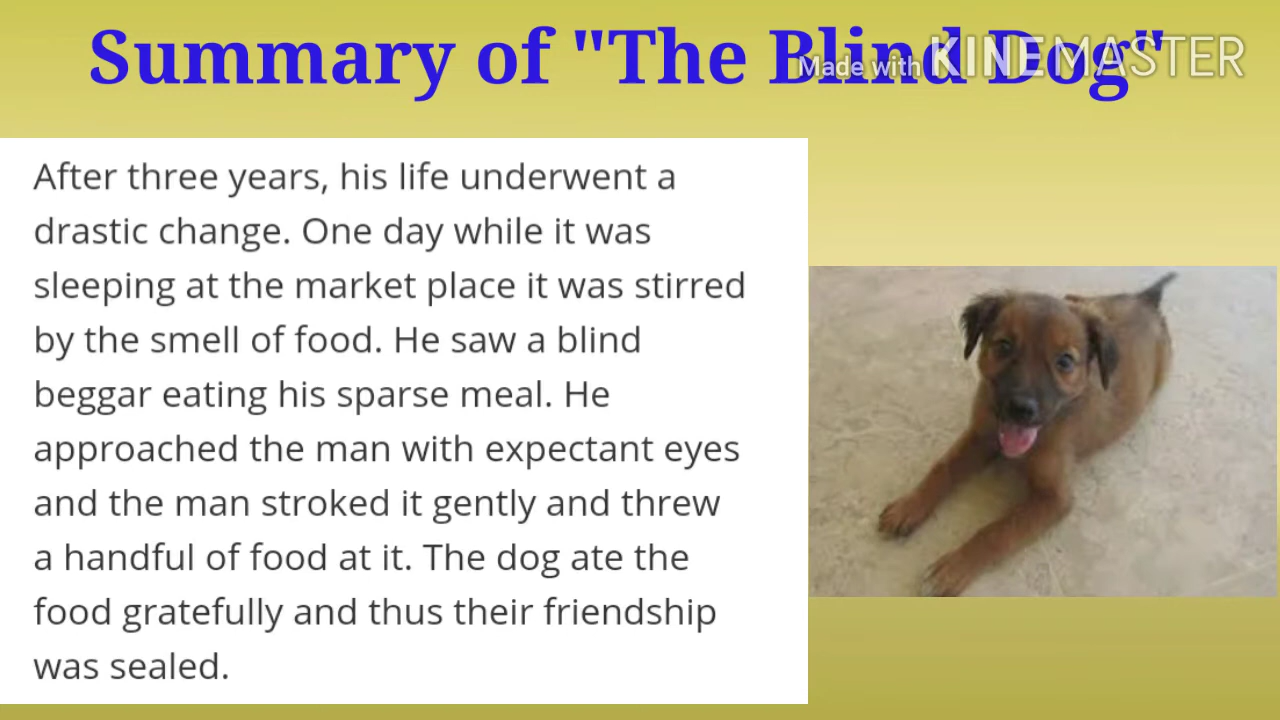 Summary of "The Blind Dog"
Made with KINEMASTER
After three years, his life underwent a
drastic change. One day while it was
sleeping at the market place it was stirred
by the smell of food. He saw a blind
beggar eating his sparse meal. He
approached the man with expectant eyes
and the man stroked it gently and threw
a handful of food at it. The dog ate the
food gratefully and thus their friendship
was sealed.